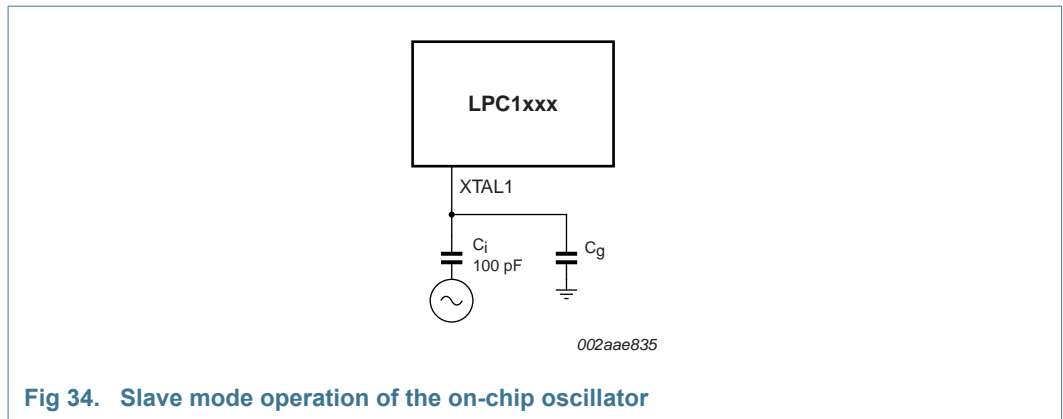 LPC1xxx
XTAL1
Ci
100 pF
Cg
002aae835
Fig 34. Slave mode operation of the on-chip oscillator